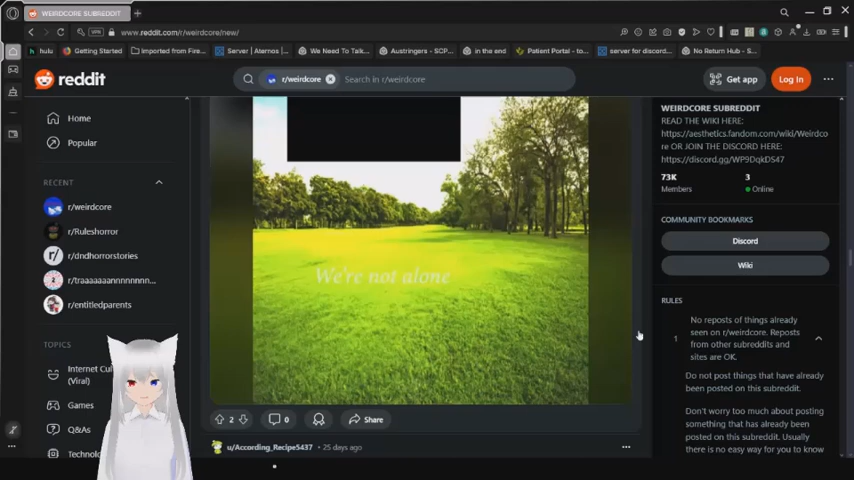 WEIRDCORE SUBREDDIT
VPN
www.reddit.com/r/weirdcore/new/
hulu
Getting Started
Imported from Fire...
Server | Aternos |
We Need To Talk...
Austringers - SCP...
in the end
Patient Portal - to...
server for discord...
No Return Hub - S...
reddit
r/weirdcore
Search in r/weirdcore
Get app
Log In
Home
Popular
RECENT
r/weirdcore
r/Ruleshorror
r/dndhorrorstories
r/traaaaaaannnnnnnn...
r/entitledparents
TOPICS
Internet Cul
(Viral)
Games
Q&As
Technolo
We're not alone
2
0
Share
u/According_Recipe5437 • 25 days ago
WEIRDCORE SUBREDDIT
READ THE WIKI HERE:
https://aesthetics.fandom.com/wiki/Weirdco
re OR JOIN THE DISCORD HERE:
https://discord.gg/WP9DqkDS47
73K
3
Members
Online
COMMUNITY BOOKMARKS
Discord
Wiki
RULES
1
No reposts of things already
seen on r/weirdcore. Reposts
from other subreddits and
sites are OK.
Do not post things that have already
been posted on this subreddit.
Don't worry too much about posting
something that has already been
posted on this subreddit. Usually
there is no easy way for you to know